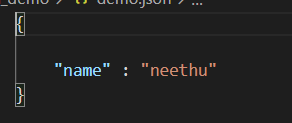 _demo > {} demo.json > ...
{
"name" : "neethu"
}